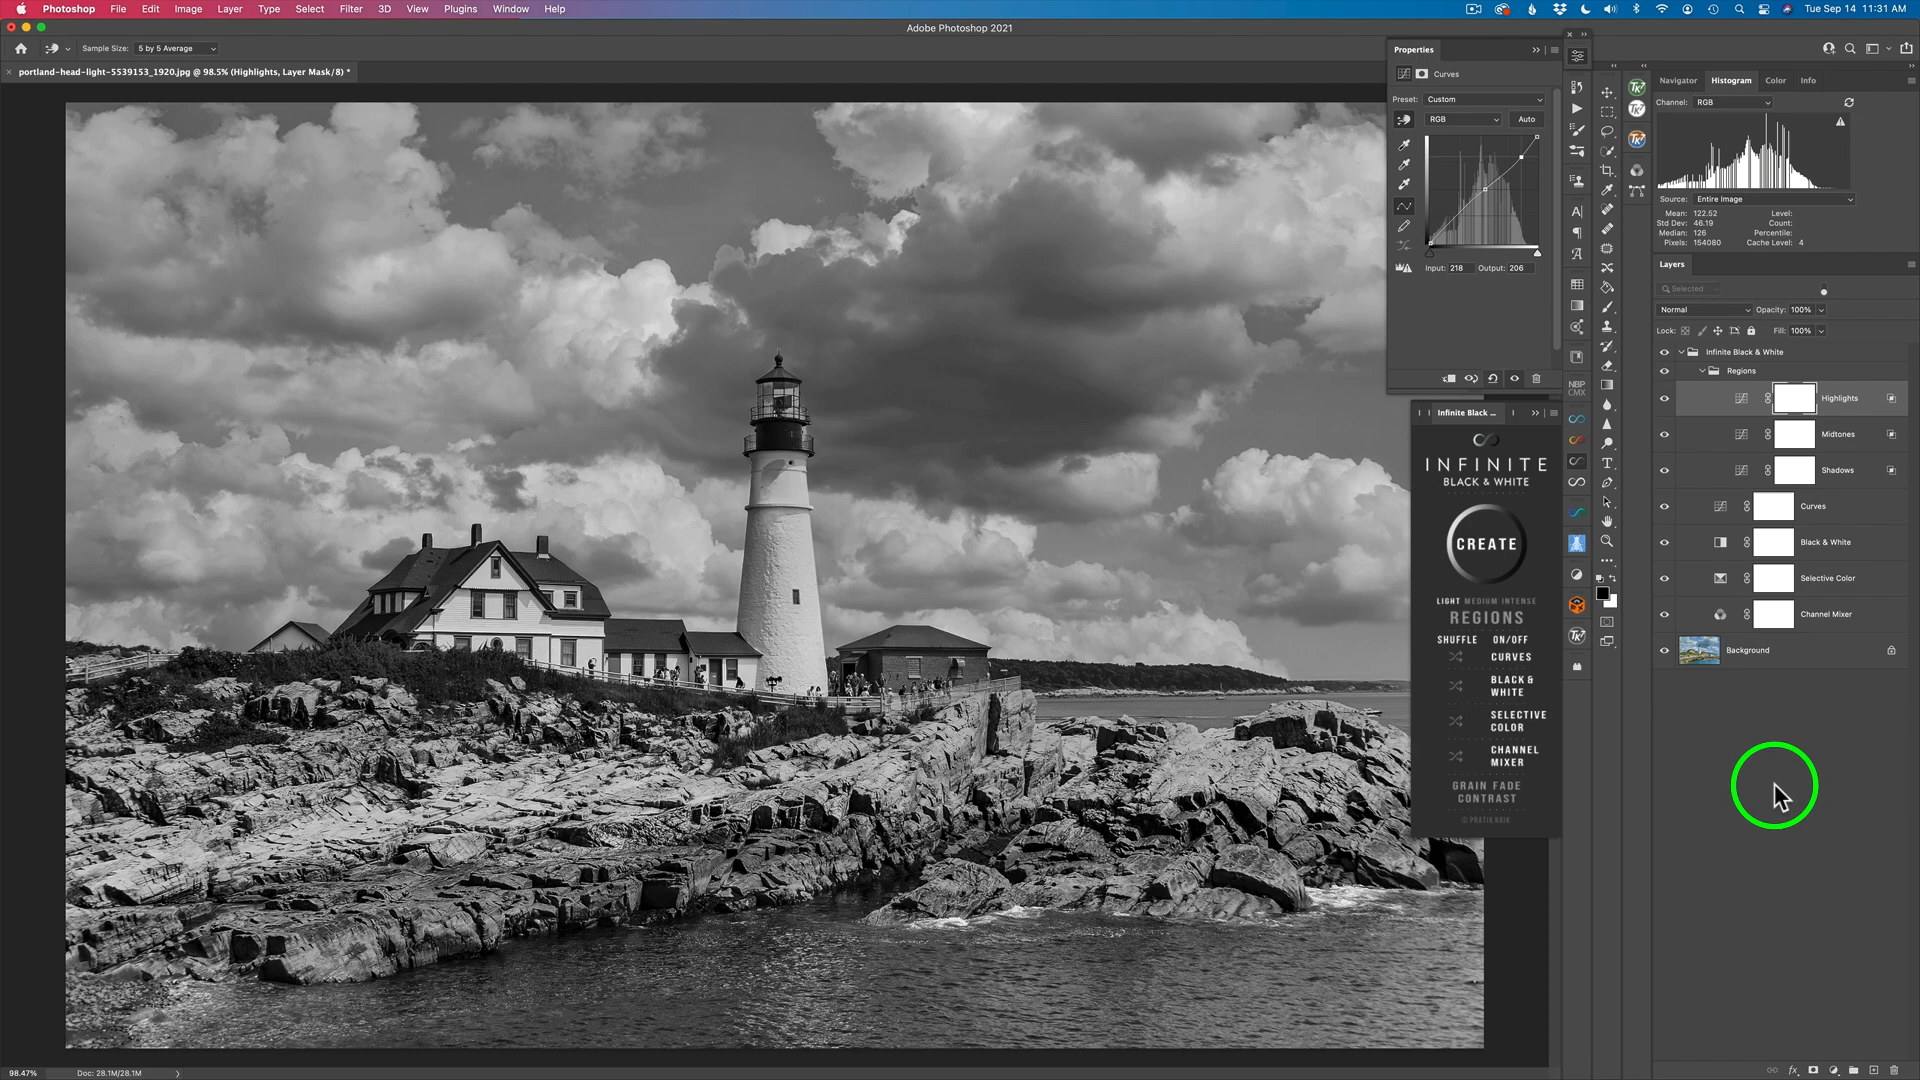 Photoshop File Edit Image Layer Type Select Filter 3D View Plugins Window Help Tue Sep 14 11:31 AM
Adobe Photoshop 2021
Sample Size: 5 by 5 Average
portland-head-light-5539153_1920.jpg @ 98.5% (Highlights, Layer Mask/8) *
Properties
Curves
Preset: Custom
RGB Auto
Input: 218 Output: 206
Infinite Black ...
INFINITE
BLACK & WHITE
CREATE
LIGHT MEDIUM INTENSE
REGIONS
SHUFFLE ON/OFF
CURVES
BLACK &
WHITE
SELECTIVE
COLOR
CHANNEL
MIXER
GRAIN FADE
CONTRAST
© PRATIK NAIK
NBP
CMX
Navigator Histogram Color Info
Channel: RGB
Source: Entire Image
Mean: 122.52 Level:
Std Dev: 46.19 Count:
Median: 126 Percentile:
Pixels: 154080 Cache Level: 4
Layers
Selected
Normal Opacity: 100%
Lock: Fill: 100%
Infinite Black & White
Regions
Highlights
Midtones
Shadows
Curves
Black & White
Selective Color
Channel Mixer
Background
98.47% Doc: 28.1M/28.1M